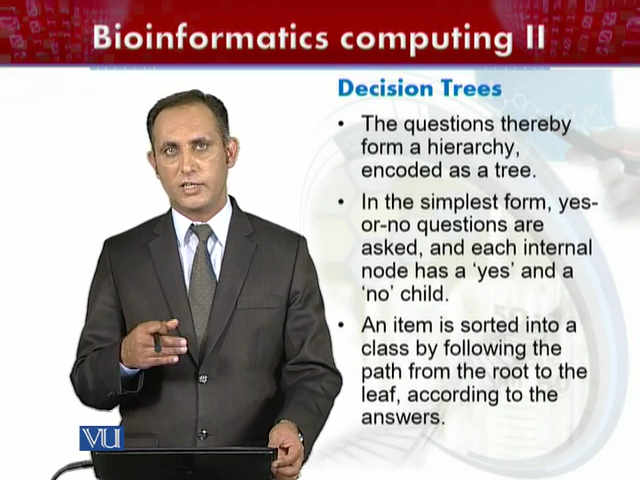 Bioinformatics computing II
Decision Trees
• The questions thereby
form a hierarchy,
encoded as a tree.
• In the simplest form, yes-
or-no questions are
asked, and each internal
node has a ‘yes’ and a
‘no’ child.
• An item is sorted into a
class by following the
path from the root to the
leaf, according to the
answers.
VU